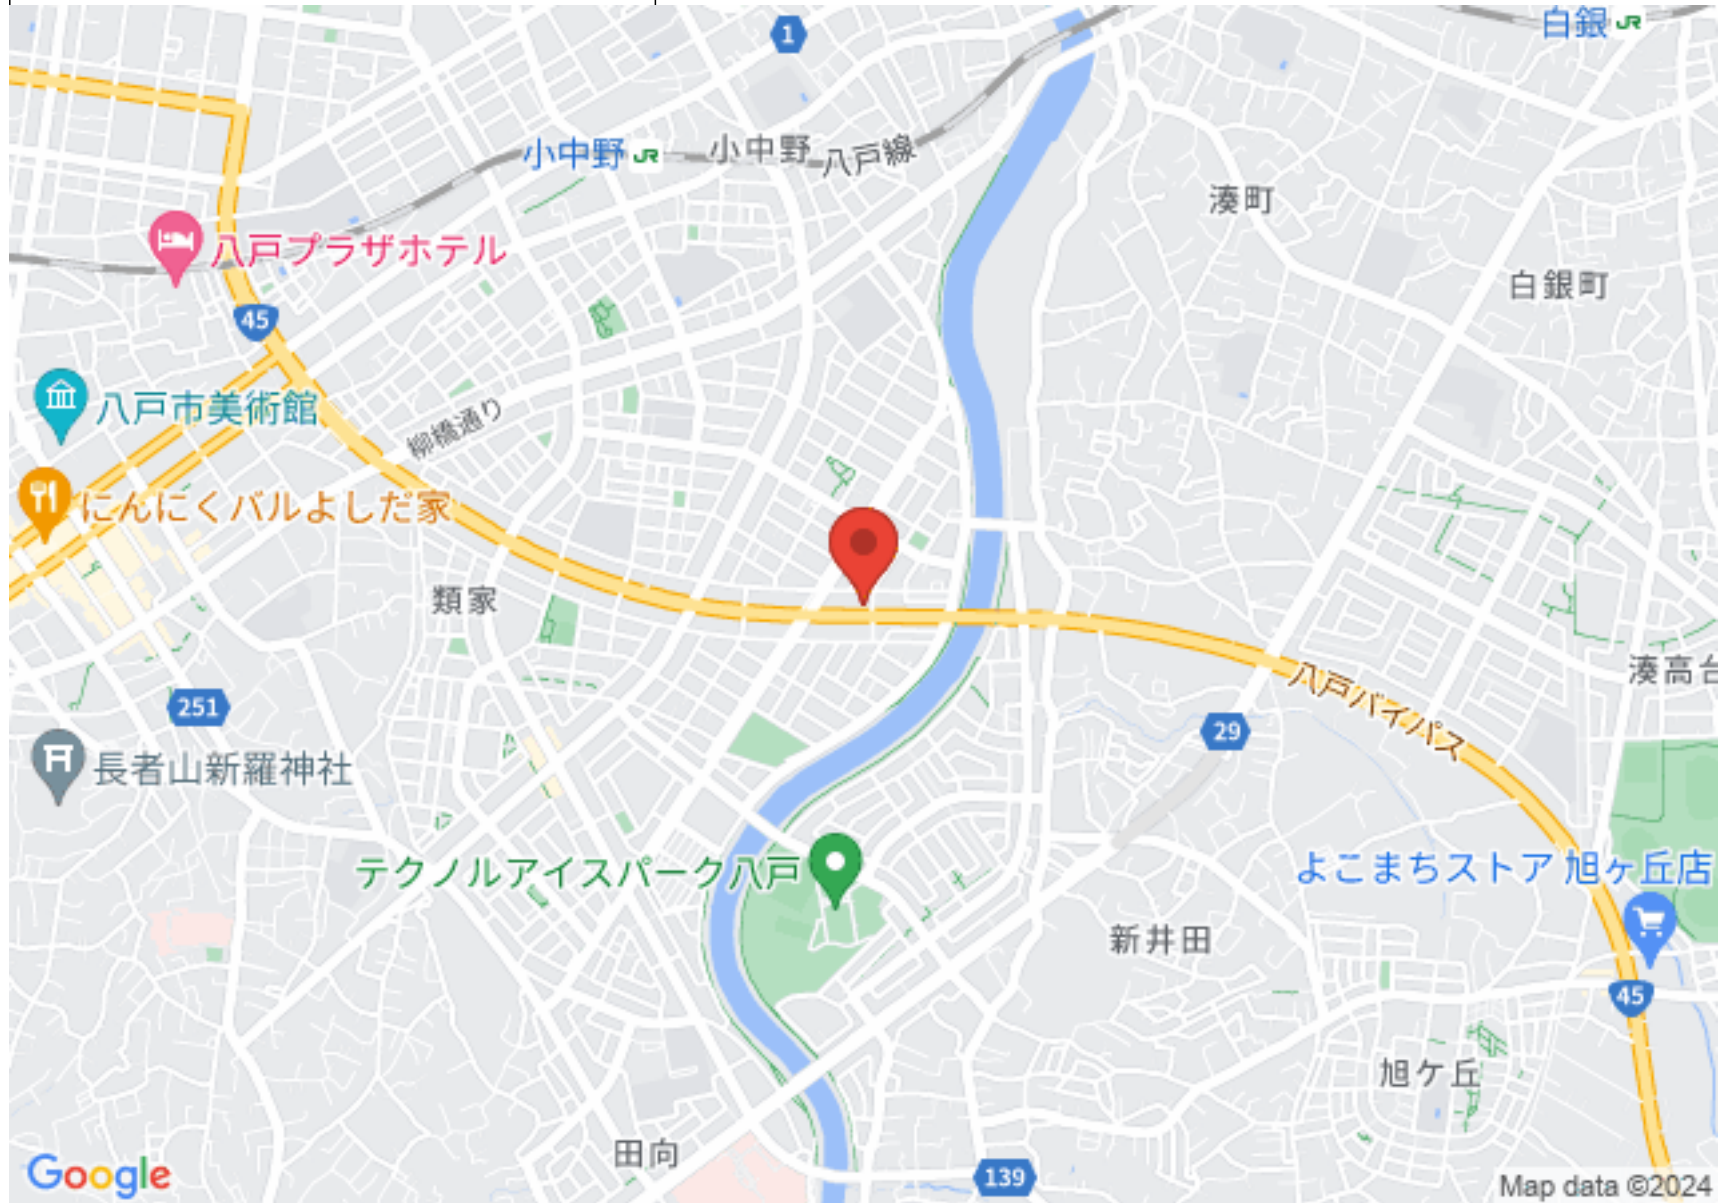 白銀 JR
1
小中野 JR
小中野
八戸線
湊町
八戸プラザホテル
白銀町
45
八戸市美術館
柳橋通り
にんにくバルよしだ家
類家
湊高台
八戸バイパス
251
29
長者山新羅神社
テクノルアイスパーク八戸
よこまちストア 旭ヶ丘店
新井田
45
旭ケ丘
田向
139
Google
Map data ©2024